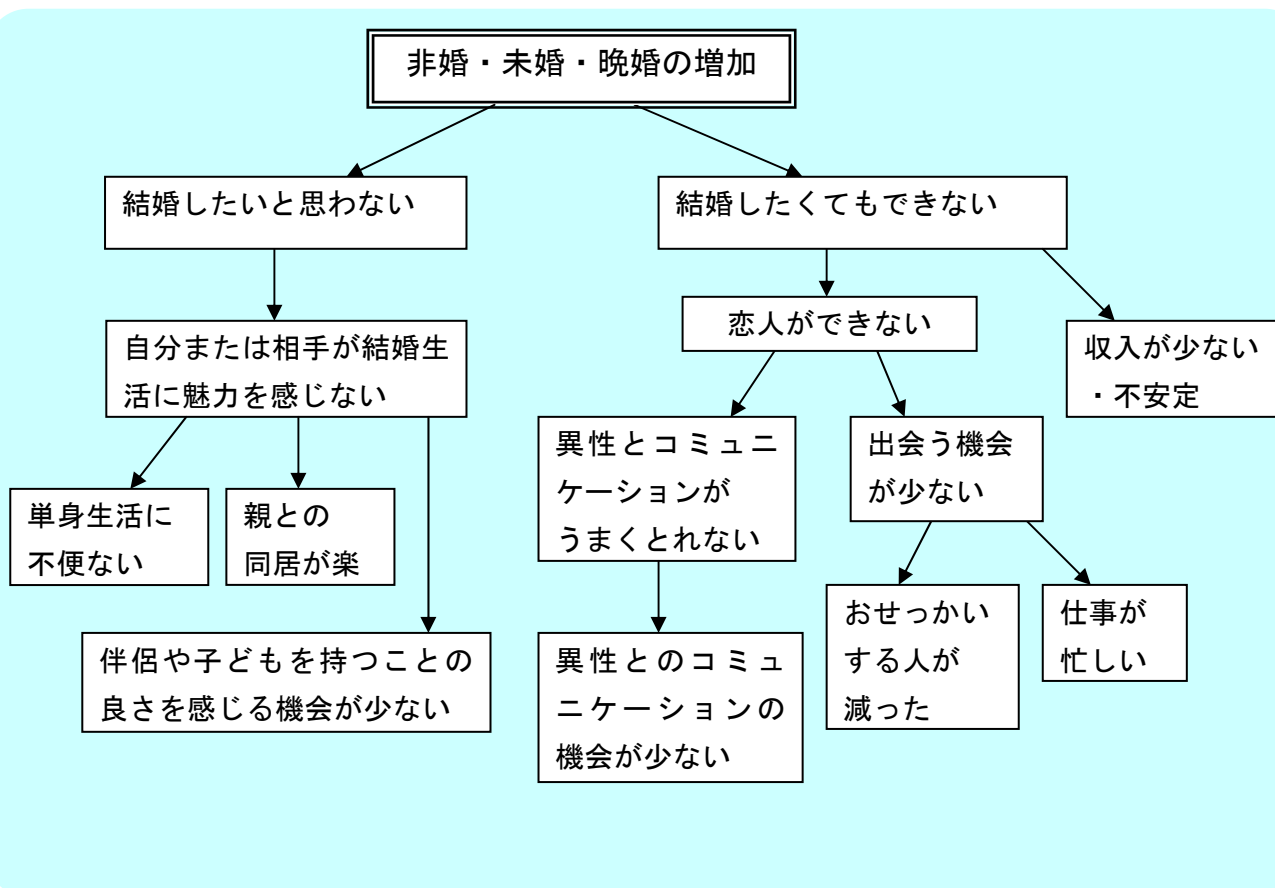 非婚・未婚・晩婚の増加
結婚したいと思わない
結婚したくてもできない
自分または相手が結婚生
活に魅力を感じない
恋人ができない
収入が少ない
・不安定
単身生活に
不便ない
親との
同居が楽
伴侶や子どもを持つことの
良さを感じる機会が少ない
異性とコミュニ
ケーションが
うまくとれない
出会う機会
が少ない
異性とのコミュ
ニケーションの
機会が少ない
おせっかい
する人が
減った
仕事が
忙しい